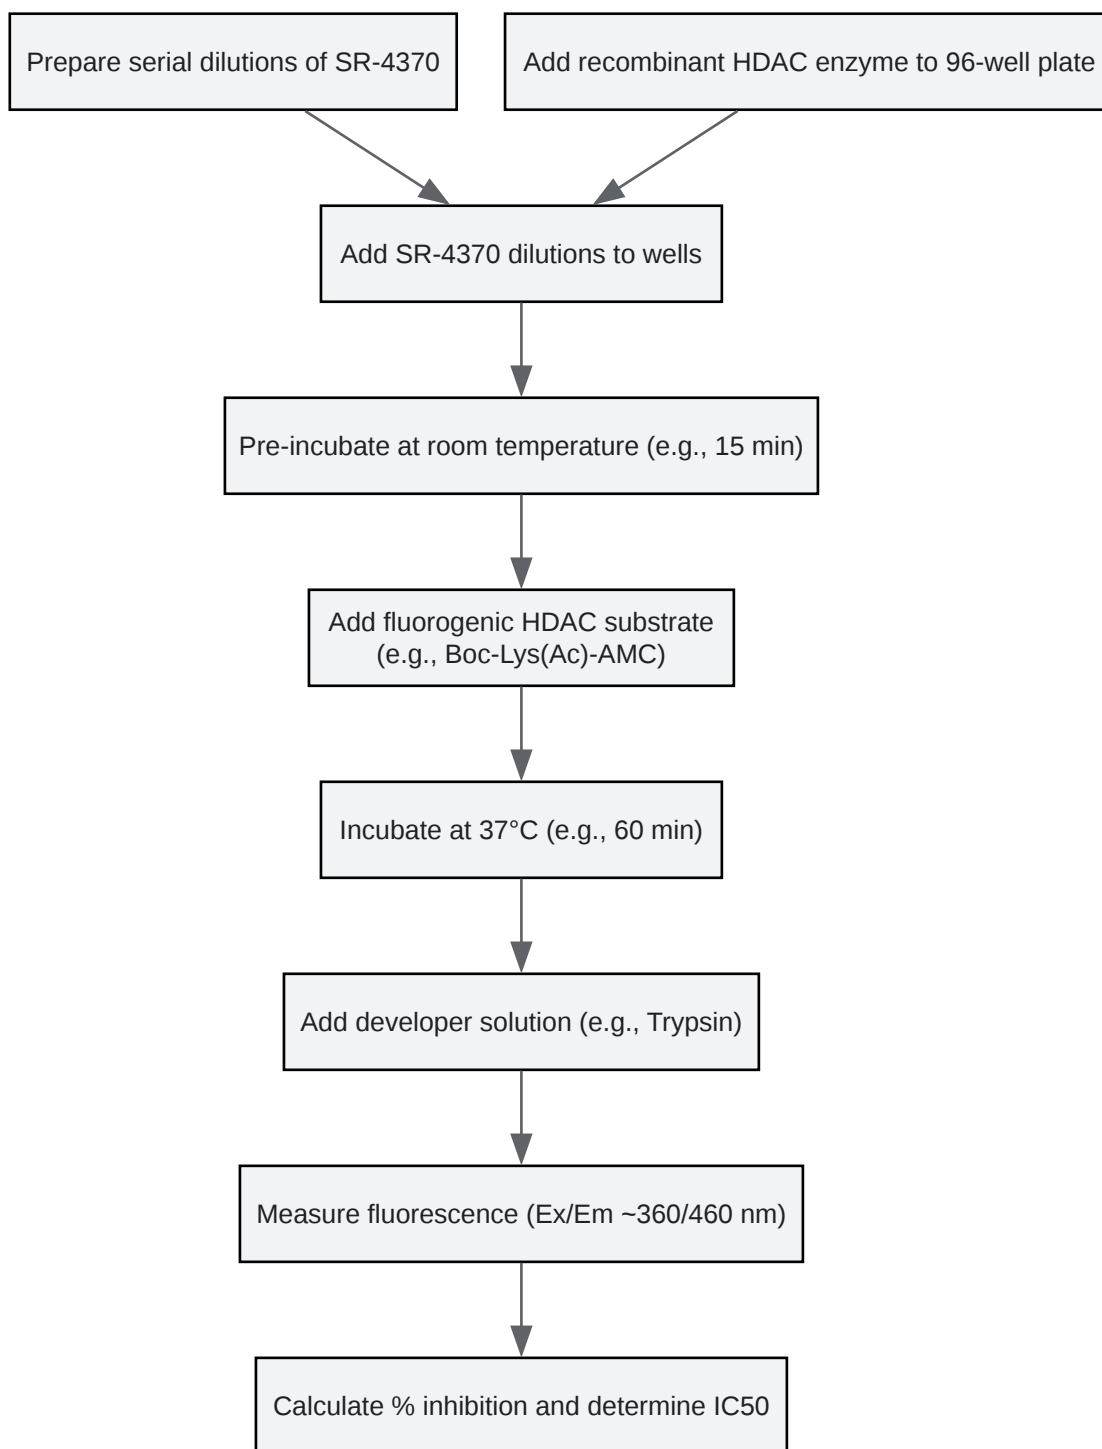 Prepare serial dilutions of SR-4370
Add recombinant HDAC enzyme to 96-well plate
Add SR-4370 dilutions to wells
Pre-incubate at room temperature (e.g., 15 min)
Add fluorogenic HDAC substrate
(e.g., Boc-Lys(Ac)-AMC)
Incubate at 37°C (e.g., 60 min)
Add developer solution (e.g., Trypsin)
Measure fluorescence (Ex/Em ~360/460 nm)
Calculate % inhibition and determine IC50